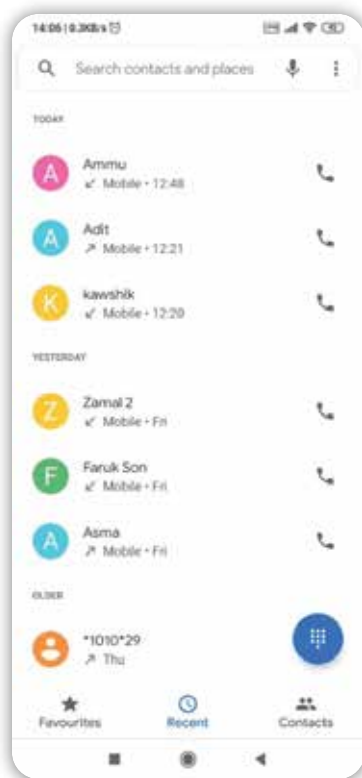 14:05 | 0.3KB/s
Search contacts and places
TODAY
A Ammu
↙ Mobile • 12:48
A Adit
↗ Mobile • 12:21
K kawshik
↙ Mobile • 12:20
YESTERDAY
Z Zamal 2
↙ Mobile • Fri
F Faruk Son
↙ Mobile • Fri
A Asma
↗ Mobile • Fri
OLDER
*1010*29
↗ Thu
Favourites Recent Contacts